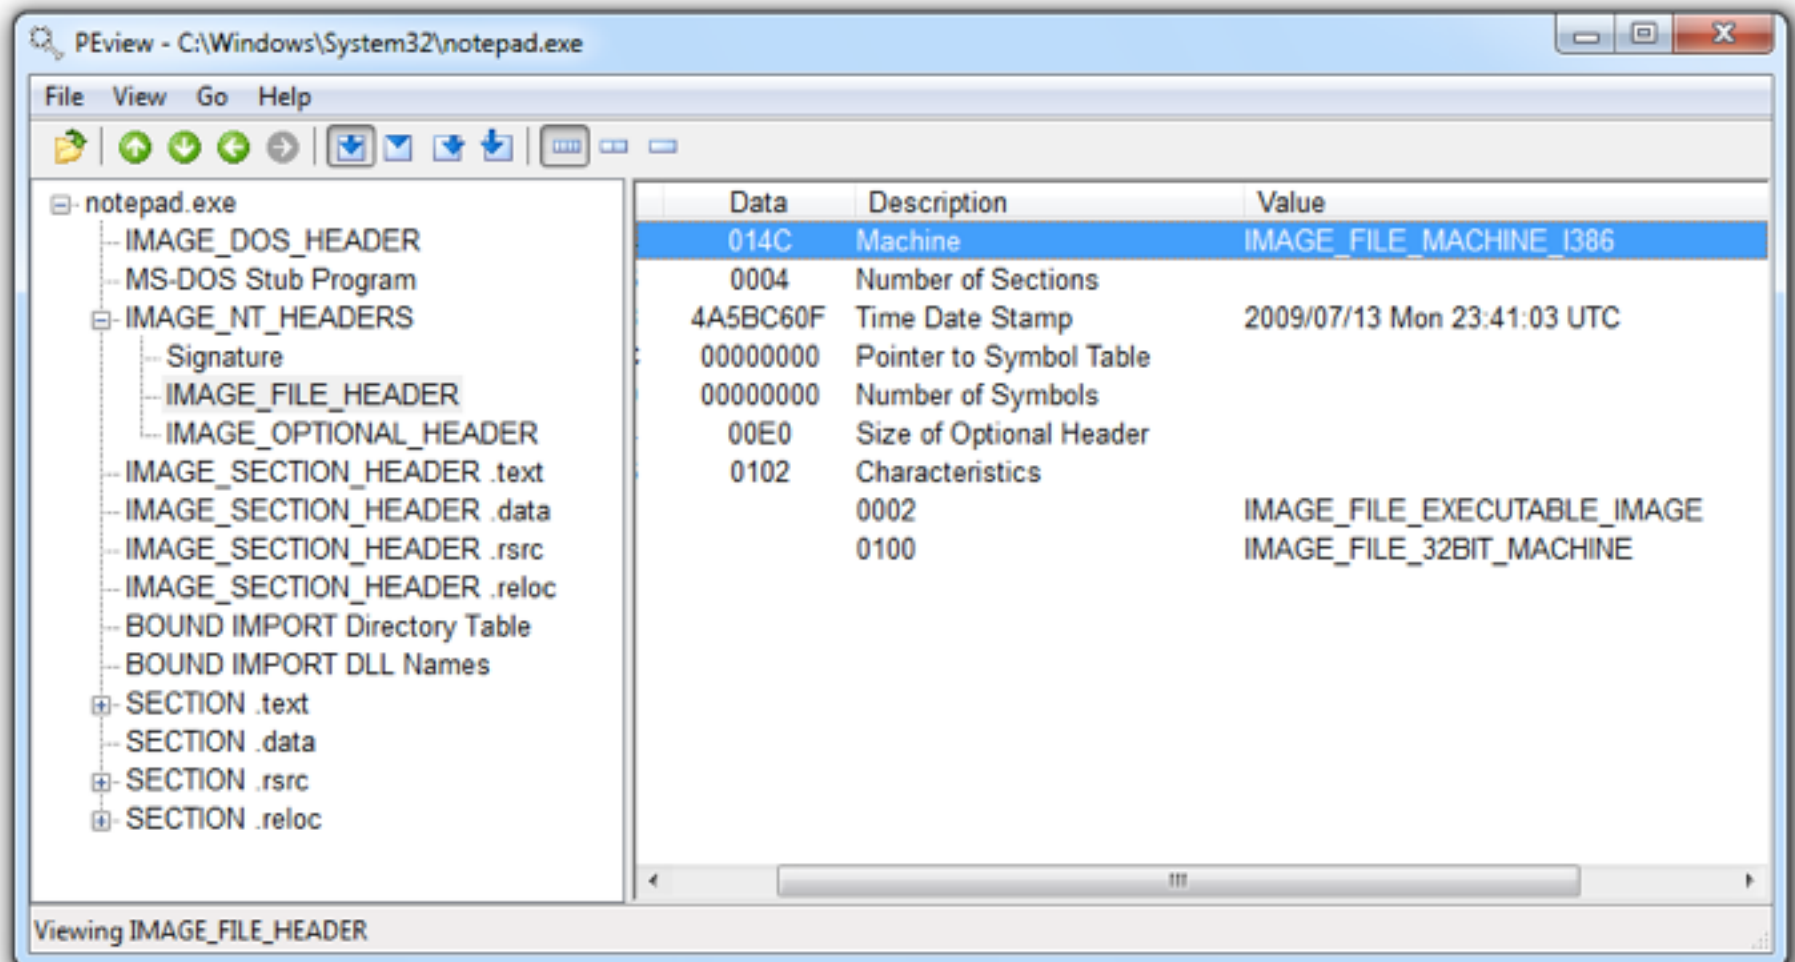 PEview - C:\Windows\System32\notepad.exe
File View Go Help
notepad.exe
IMAGE_DOS_HEADER
MS-DOS Stub Program
IMAGE_NT_HEADERS
Signature
IMAGE_FILE_HEADER
IMAGE_OPTIONAL_HEADER
IMAGE_SECTION_HEADER .text
IMAGE_SECTION_HEADER .data
IMAGE_SECTION_HEADER .rsrc
IMAGE_SECTION_HEADER .reloc
BOUND IMPORT Directory Table
BOUND IMPORT DLL Names
SECTION .text
SECTION .data
SECTION .rsrc
SECTION .reloc
Data Description Value
014C Machine IMAGE_FILE_MACHINE_I386
0004 Number of Sections
4A5BC60F Time Date Stamp 2009/07/13 Mon 23:41:03 UTC
00000000 Pointer to Symbol Table
00000000 Number of Symbols
00E0 Size of Optional Header
0102 Characteristics
0002 IMAGE_FILE_EXECUTABLE_IMAGE
0100 IMAGE_FILE_32BIT_MACHINE
Viewing IMAGE_FILE_HEADER